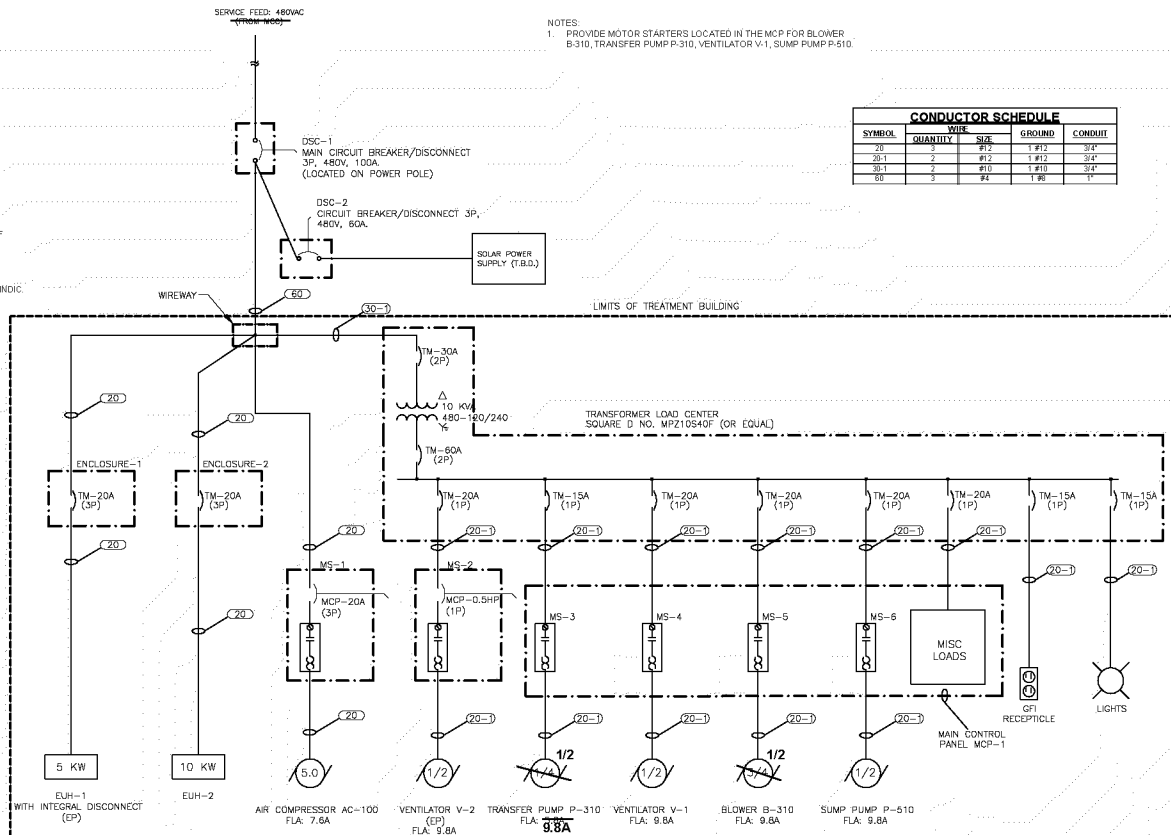 SERVICE FEED: 480VAC
(FROM MCC)
NOTES:
1. PROVIDE MOTOR STARTERS LOCATED IN THE MCP FOR BLOWER
B-310, TRANSFER PUMP P-310, VENTILATOR V-1, SUMP PUMP P-510.
CONDUCTOR SCHEDULE
SYMBOL WIRE GROUND CONDUIT
QUANTITY SIZE
20 3 #12 1 #12 3/4"
20-1 2 #12 1 #12 3/4"
30-1 2 #10 1 #10 3/4"
60 3 #4 1 #8 1"
DSC-1
MAIN CIRCUIT BREAKER/DISCONNECT
3P, 480V, 100A.
(LOCATED ON POWER POLE)
DSC-2
CIRCUIT BREAKER/DISCONNECT 3P,
480V, 60A.
SOLAR POWER
SUPPLY (T.B.D.)
INDIC.
WIREWAY
60
30-1
LIMITS OF TREATMENT BUILDING
TM-30A
(2P)
10 KVA
480-120/240
TM-60A
(2P)
TRANSFORMER LOAD CENTER
SQUARE D NO. MPZ10S40F (OR EQUAL)
20
20
ENCLOSURE-1
TM-20A
(3P)
ENCLOSURE-2
TM-20A
(3P)
TM-20A
(1P)
TM-15A
(1P)
TM-20A
(1P)
TM-20A
(1P)
TM-20A
(1P)
TM-20A
(1P)
TM-15A
(1P)
TM-15A
(1P)
20
20
20-1
20-1
20-1
20-1
20-1
20-1
20-1
20-1
20
MS-1
MCP-20A
(3P)
MS-2
MCP-0.5HP
(1P)
MS-3
MS-4
MS-5
MS-6
MISC
LOADS
GFI
RECEPTICLE
LIGHTS
MAIN CONTROL
PANEL MCP-1
20
20-1
20-1
20-1
20-1
20-1
5 KW
10 KW
5.0
1/2
1/4
1/2
1/2
3/4
1/2
1/2
EUH-1
WITH INTEGRAL DISCONNECT
(EP)
EUH-2
AIR COMPRESSOR AC-100
FLA: 7.6A
VENTILATOR V-2
(EP)
FLA: 9.8A
TRANSFER PUMP P-310
FLA:
9.8A
VENTILATOR V-1
FLA: 9.8A
BLOWER B-310
FLA: 9.8A
SUMP PUMP P-510
FLA: 9.8A